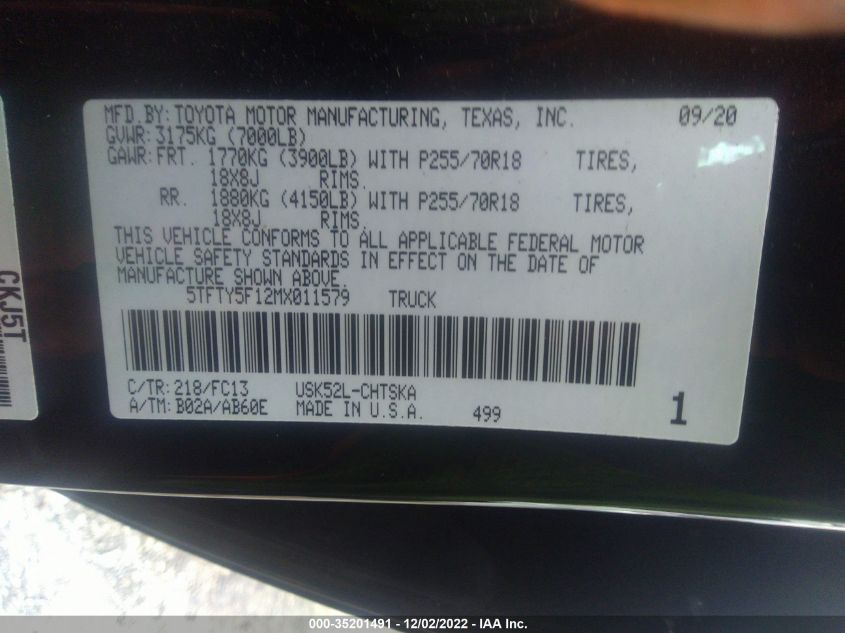 MFD.BY:TOYOTA MOTOR MANUFACTURING, TEXAS, INC. 09/20
GVWR:3175KG (7000LB)
GAWR:FRT. 1770KG (3900LB) WITH P255/70R18 TIRES,
18X8J RIMS.
RR. 1880KG (4150LB) WITH P255/70R18 TIRES,
18X8J RIMS.
THIS VEHICLE CONFORMS TO ALL APPLICABLE FEDERAL MOTOR
VEHICLE SAFETY STANDARDS IN EFFECT ON THE DATE OF
MANUFACTURE SHOWN ABOVE.
5TFTY5F12MX011579 TRUCK
C/TR:218/FC13 USK52L-CHTSKA
A/TM:B02A/AB60E MADE IN U.S.A. 499 1
CKJ5T
000-35201491 - 12/02/2022 - IAA Inc.